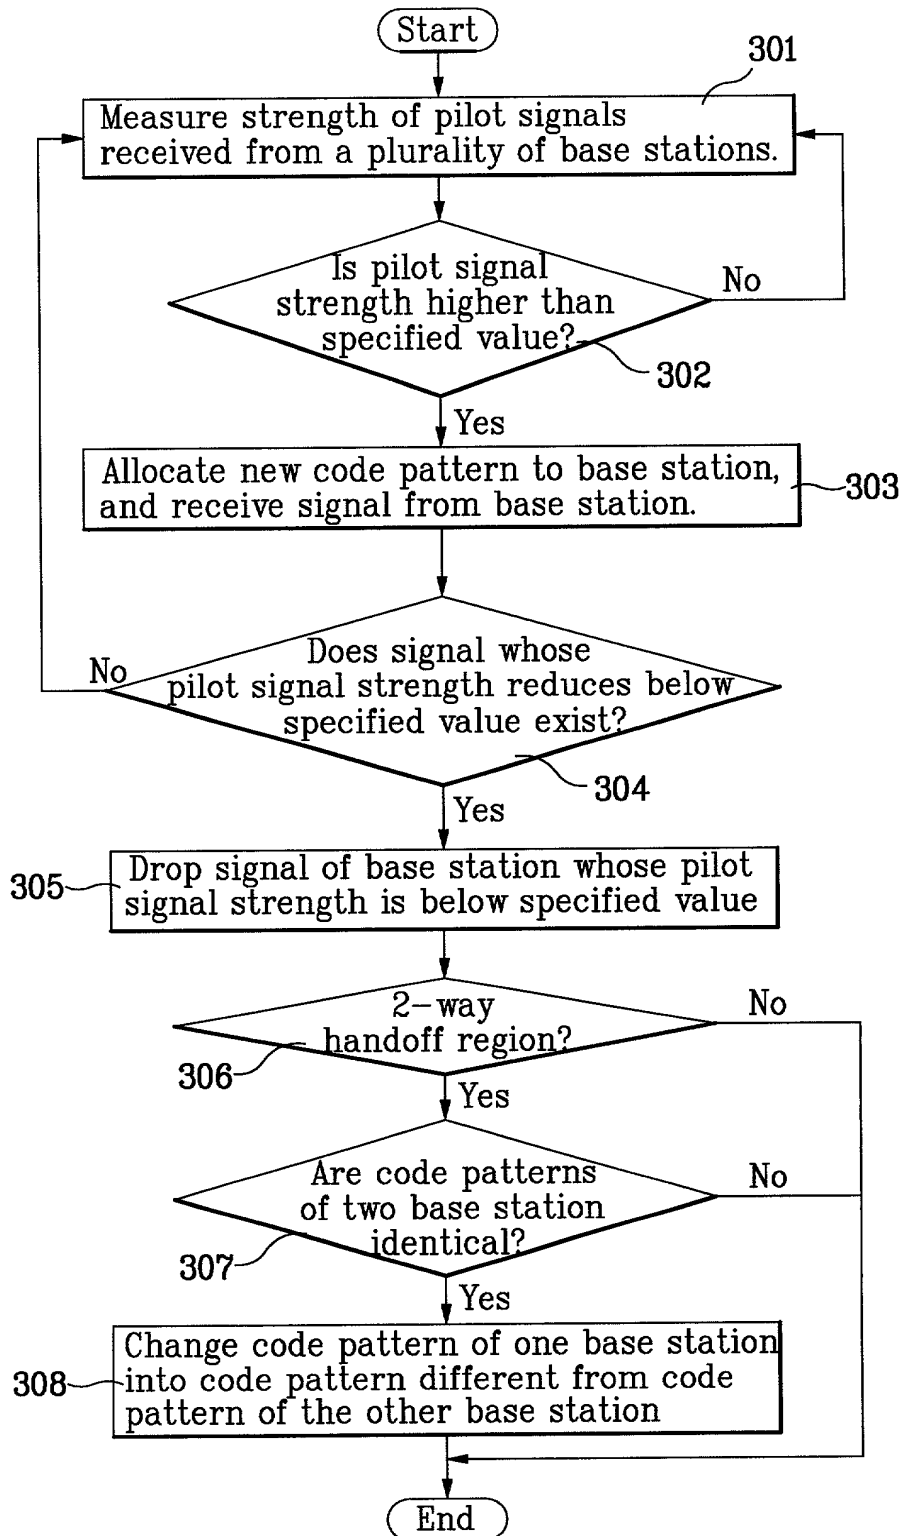 Start
301
Measure strength of pilot signals
received from a plurality of base stations.
Is pilot signal
strength higher than
specified value?
No
302
Yes
Allocate new code pattern to base station,
and receive signal from base station.
303
Does signal whose
pilot signal strength reduces below
specified value exist?
No
304
Yes
305
Drop signal of base station whose pilot
signal strength is below specified value
2-way
handoff region?
No
306
Yes
Are code patterns
of two base station
identical?
No
307
Yes
308
Change code pattern of one base station
into code pattern different from code
pattern of the other base station
End